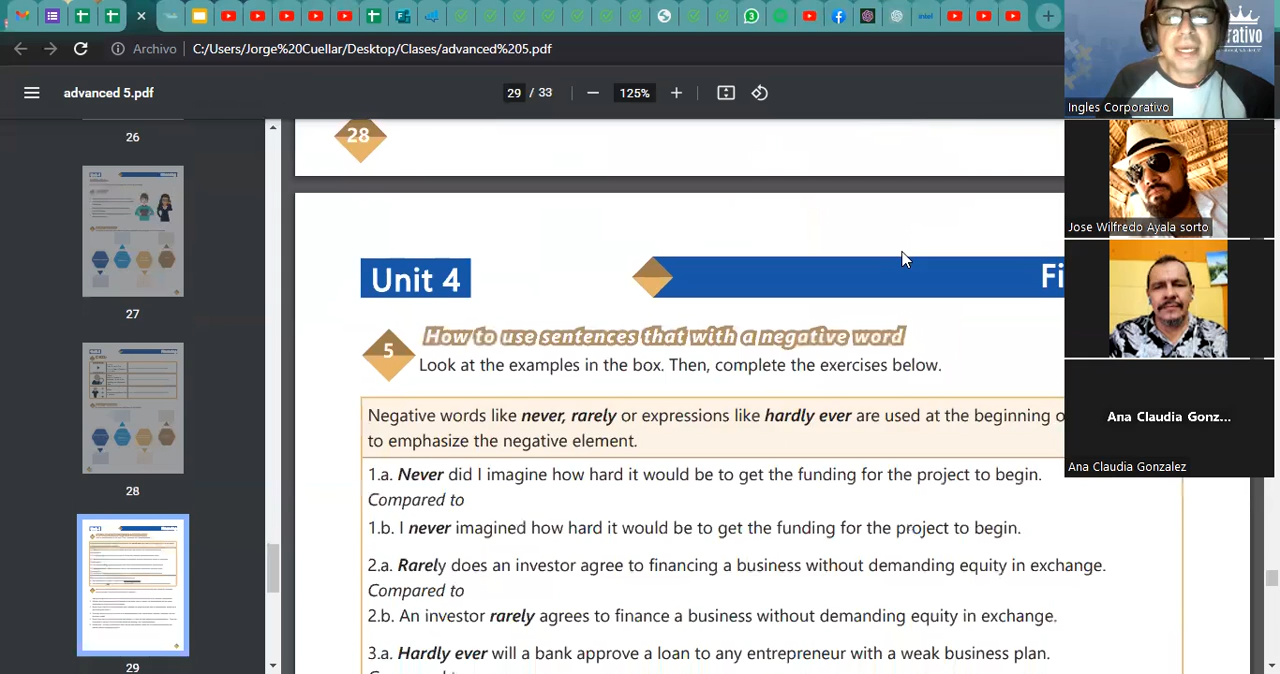 3
intel
Archivo
C:/Users/Jorge%20Cuellar/Desktop/Clases/advanced%205.pdf
rativo
advanced 5.pdf
29 / 33
125%
Ingles Corporativo
26
27
28
29
28
Unit 4
Fi
5
How to use sentences that with a negative word
Look at the examples in the box. Then, complete the exercises below.
Negative words like never, rarely or expressions like hardly ever are used at the beginning o
to emphasize the negative element.
1.a. Never did I imagine how hard it would be to get the funding for the project to begin.
Compared to
1.b. I never imagined how hard it would be to get the funding for the project to begin.
2.a. Rarely does an investor agree to financing a business without demanding equity in exchange.
Compared to
2.b. An investor rarely agrees to finance a business without demanding equity in exchange.
3.a. Hardly ever will a bank approve a loan to any entrepreneur with a weak business plan.
Jose Wilfredo Ayala sorto
Ana Claudia Gonz...
Ana Claudia Gonzalez